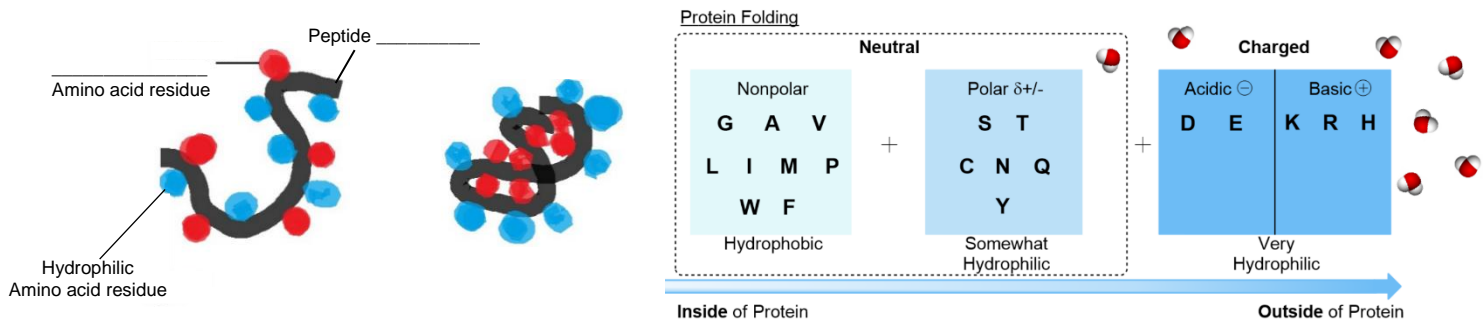 Peptide __________
______________
Amino acid residue
Hydrophilic
Amino acid residue
Protein Folding
Neutral
Charged
Nonpolar
G A V
L I M P
W F
Hydrophobic
+
Polar δ+/-
S T
C N Q
Y
Somewhat
Hydrophilic
+
Acidic ⊖
D E
Basic ⊕
K R H
Very
Hydrophilic
Inside of Protein
Outside of Protein